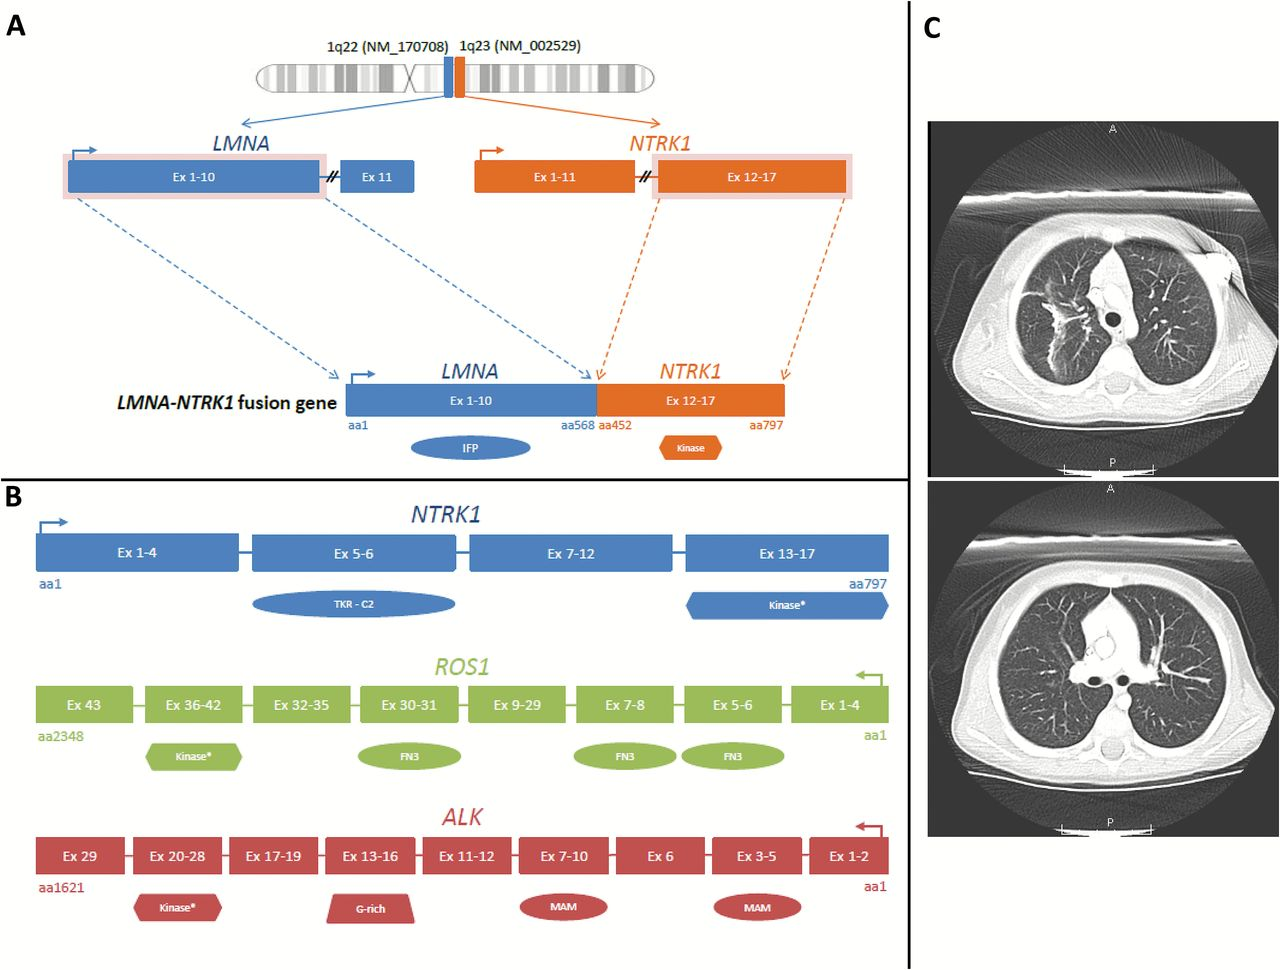 A
1q22 (NM_170708) 1q23 (NM_002529)
LMNA NTRK1
Ex 1-10 Ex 11 Ex 1-11 Ex 12-17
LMNA NTRK1
LMNA-NTRK1 fusion gene Ex 1-10 Ex 12-17
aa1 aa568 aa452 aa797
IFP Kinase
B
NTRK1
Ex 1-4 Ex 5-6 Ex 7-12 Ex 13-17
aa1 aa797
TKR - C2 Kinase*
ROS1
Ex 43 Ex 36-42 Ex 32-35 Ex 30-31 Ex 9-29 Ex 7-8 Ex 5-6 Ex 1-4
aa2348 aa1
Kinase* FN3 FN3 FN3
ALK
Ex 29 Ex 20-28 Ex 17-19 Ex 13-16 Ex 11-12 Ex 7-10 Ex 6 Ex 3-5 Ex 1-2
aa1621 aa1
Kinase* G-rich MAM MAM
C
A
P
A
P